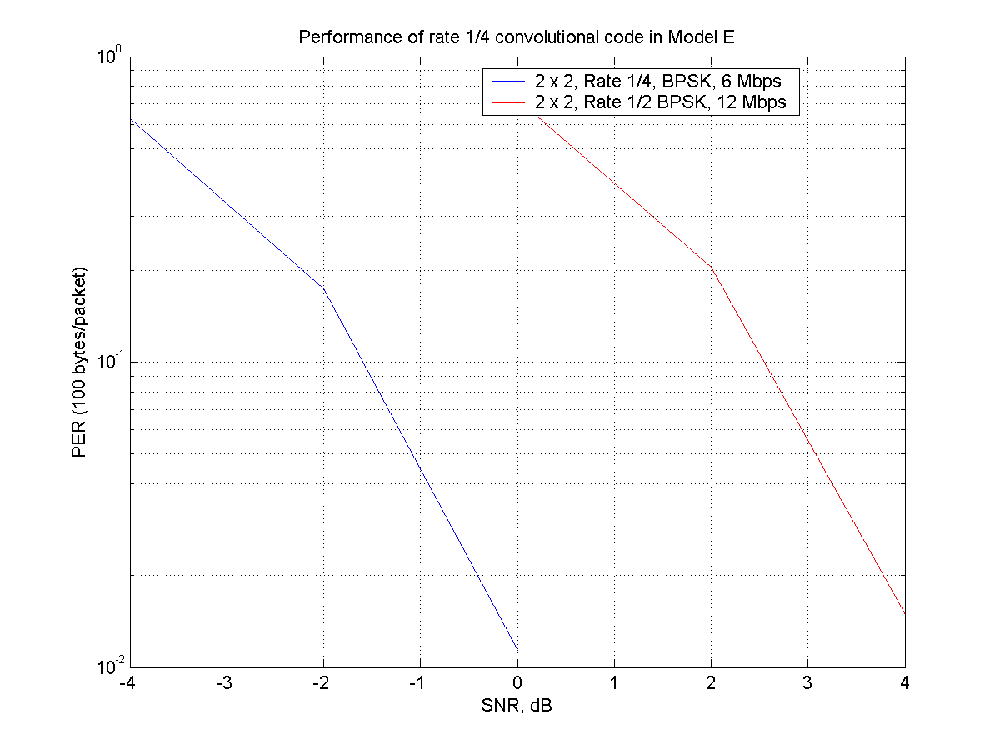 Performance of rate 1/4 convolutional code in Model E
2 x 2, Rate 1/4, BPSK, 6 Mbps
2 x 2, Rate 1/2 BPSK, 12 Mbps
PER (100 bytes/packet)
10^0
10^-1
10^-2
-4 -3 -2 -1 0 1 2 3 4
SNR, dB